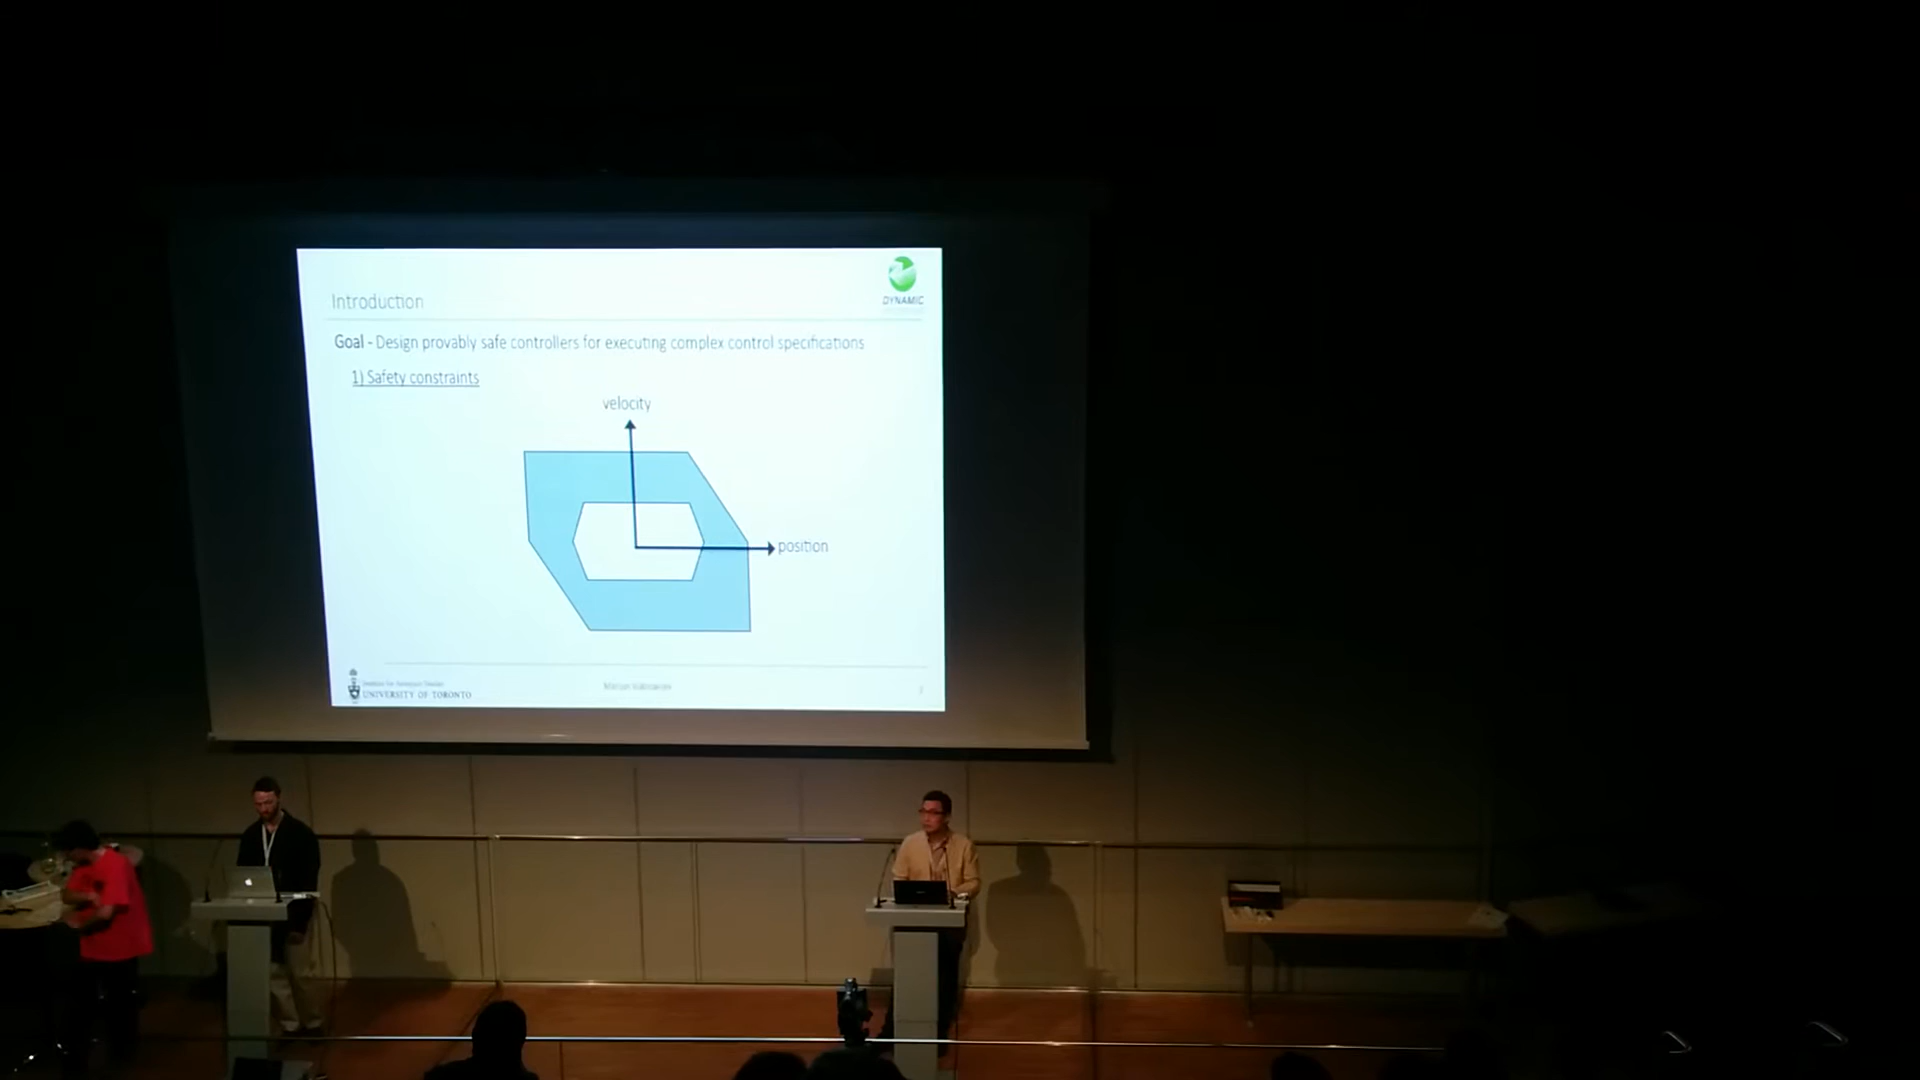 DYNAMIC
Introduction
Goal - Design provably safe controllers for executing complex control specifications
1) Safety constraints
velocity
position
UNIVERSITY OF TORONTO